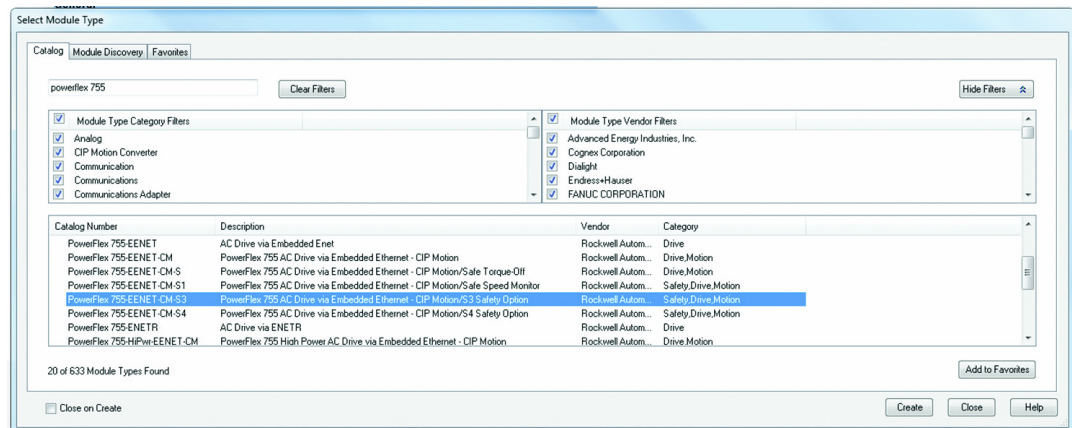 General
Select Module Type
Catalog Module Discovery Favorites
powerflex 755 Clear Filters Hide Filters
Module Type Category Filters Module Type Vendor Filters
Analog Advanced Energy Industries, Inc.
CIP Motion Converter Cognex Corporation
Communication Dialight
Communications Endress+Hauser
Communications Adapter FANUC CORPORATION
Catalog Number Description Vendor Category
PowerFlex 755-EENET AC Drive via Embedded Enet Rockwell Autom... Drive
PowerFlex 755-EENET-CM PowerFlex 755 AC Drive via Embedded Ethernet - CIP Motion Rockwell Autom... Drive,Motion
PowerFlex 755-EENET-CM-S PowerFlex 755 AC Drive via Embedded Ethernet - CIP Motion/Safe Torque-Off Rockwell Autom... Drive,Motion
PowerFlex 755-EENET-CM-S1 PowerFlex 755 AC Drive via Embedded Ethernet - CIP Motion/Safe Speed Monitor Rockwell Autom... Safety,Drive,Motion
PowerFlex 755-EENET-CM-S3 PowerFlex 755 AC Drive via Embedded Ethernet - CIP Motion/S3 Safety Option Rockwell Autom... Safety,Drive,Motion
PowerFlex 755-EENET-CM-S4 PowerFlex 755 AC Drive via Embedded Ethernet - CIP Motion/S4 Safety Option Rockwell Autom... Safety,Drive,Motion
PowerFlex 755-ENETR AC Drive via ENETR Rockwell Autom... Drive
PowerFlex 755-HiPwr-EENET-CM PowerFlex 755 High Power AC Drive via Embedded Ethernet - CIP Motion Rockwell Autom... Drive,Motion
20 of 633 Module Types Found Add to Favorites
Close on Create Create Close Help